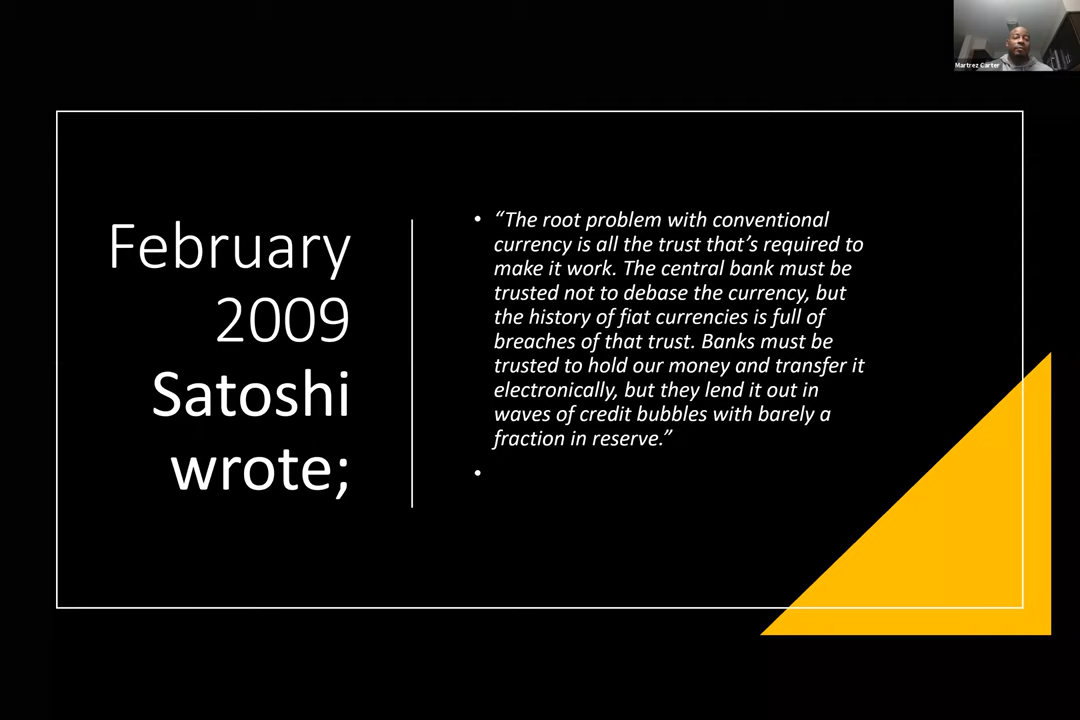 Martrez Carter
February
2009
Satoshi
wrote;
• “The root problem with conventional
currency is all the trust that’s required to
make it work. The central bank must be
trusted not to debase the currency, but
the history of fiat currencies is full of
breaches of that trust. Banks must be
trusted to hold our money and transfer it
electronically, but they lend it out in
waves of credit bubbles with barely a
fraction in reserve.”
•